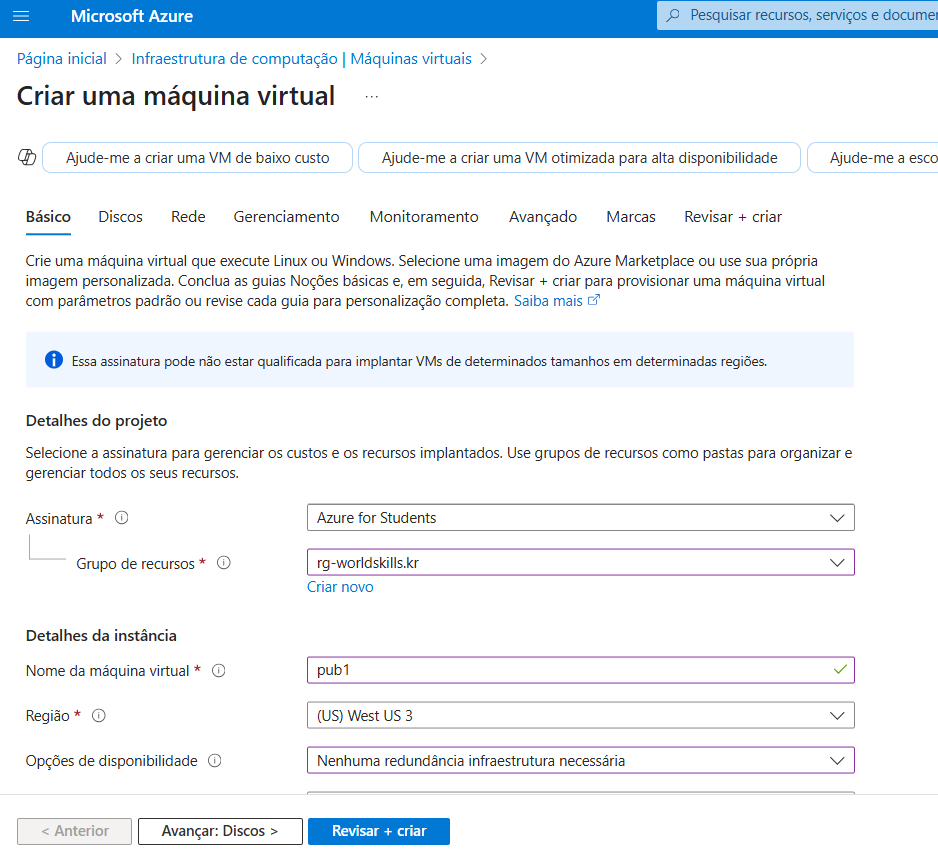 Microsoft Azure
Pesquisar recursos, serviços e documen
Página inicial > Infraestrutura de computação | Máquinas virtuais >
Criar uma máquina virtual ...
Ajude-me a criar uma VM de baixo custo
Ajude-me a criar uma VM otimizada para alta disponibilidade
Ajude-me a esco
Básico Discos Rede Gerenciamento Monitoramento Avançado Marcas Revisar + criar
Crie uma máquina virtual que execute Linux ou Windows. Selecione uma imagem do Azure Marketplace ou use sua própria
imagem personalizada. Conclua as guias Noções básicas e, em seguida, Revisar + criar para provisionar uma máquina virtual
com parâmetros padrão ou revise cada guia para personalização completa. Saiba mais
Essa assinatura pode não estar qualificada para implantar VMs de determinados tamanhos em determinadas regiões.
Detalhes do projeto
Selecione a assinatura para gerenciar os custos e os recursos implantados. Use grupos de recursos como pastas para organizar e
gerenciar todos os seus recursos.
Assinatura * Azure for Students
Grupo de recursos * rg-worldskills.kr
Criar novo
Detalhes da instância
Nome da máquina virtual * pub1
Região * (US) West US 3
Opções de disponibilidade Nenhuma redundância infraestrutura necessária
< Anterior Avançar: Discos > Revisar + criar